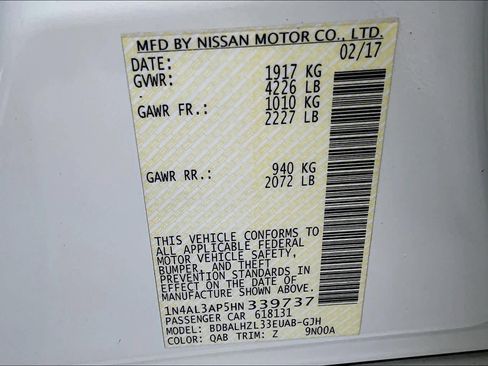 MFD BY NISSAN MOTOR CO., LTD.
DATE: 02/17
GVWR: 1917 KG
4226 LB
GAWR FR.: 1010 KG
2227 LB
GAWR RR.: 940 KG
2072 LB
THIS VEHICLE CONFORMS TO
ALL APPLICABLE FEDERAL
MOTOR VEHICLE SAFETY,
BUMPER, AND THEFT
PREVENTION STANDARDS IN
EFFECT ON THE DATE OF
MANUFACTURE SHOWN ABOVE.
1N4AL3AP5HN 339737
PASSENGER CAR 618131
MODEL: BDBALHZL33EUAB-GJH
COLOR: QAB TRIM: Z 9N00A